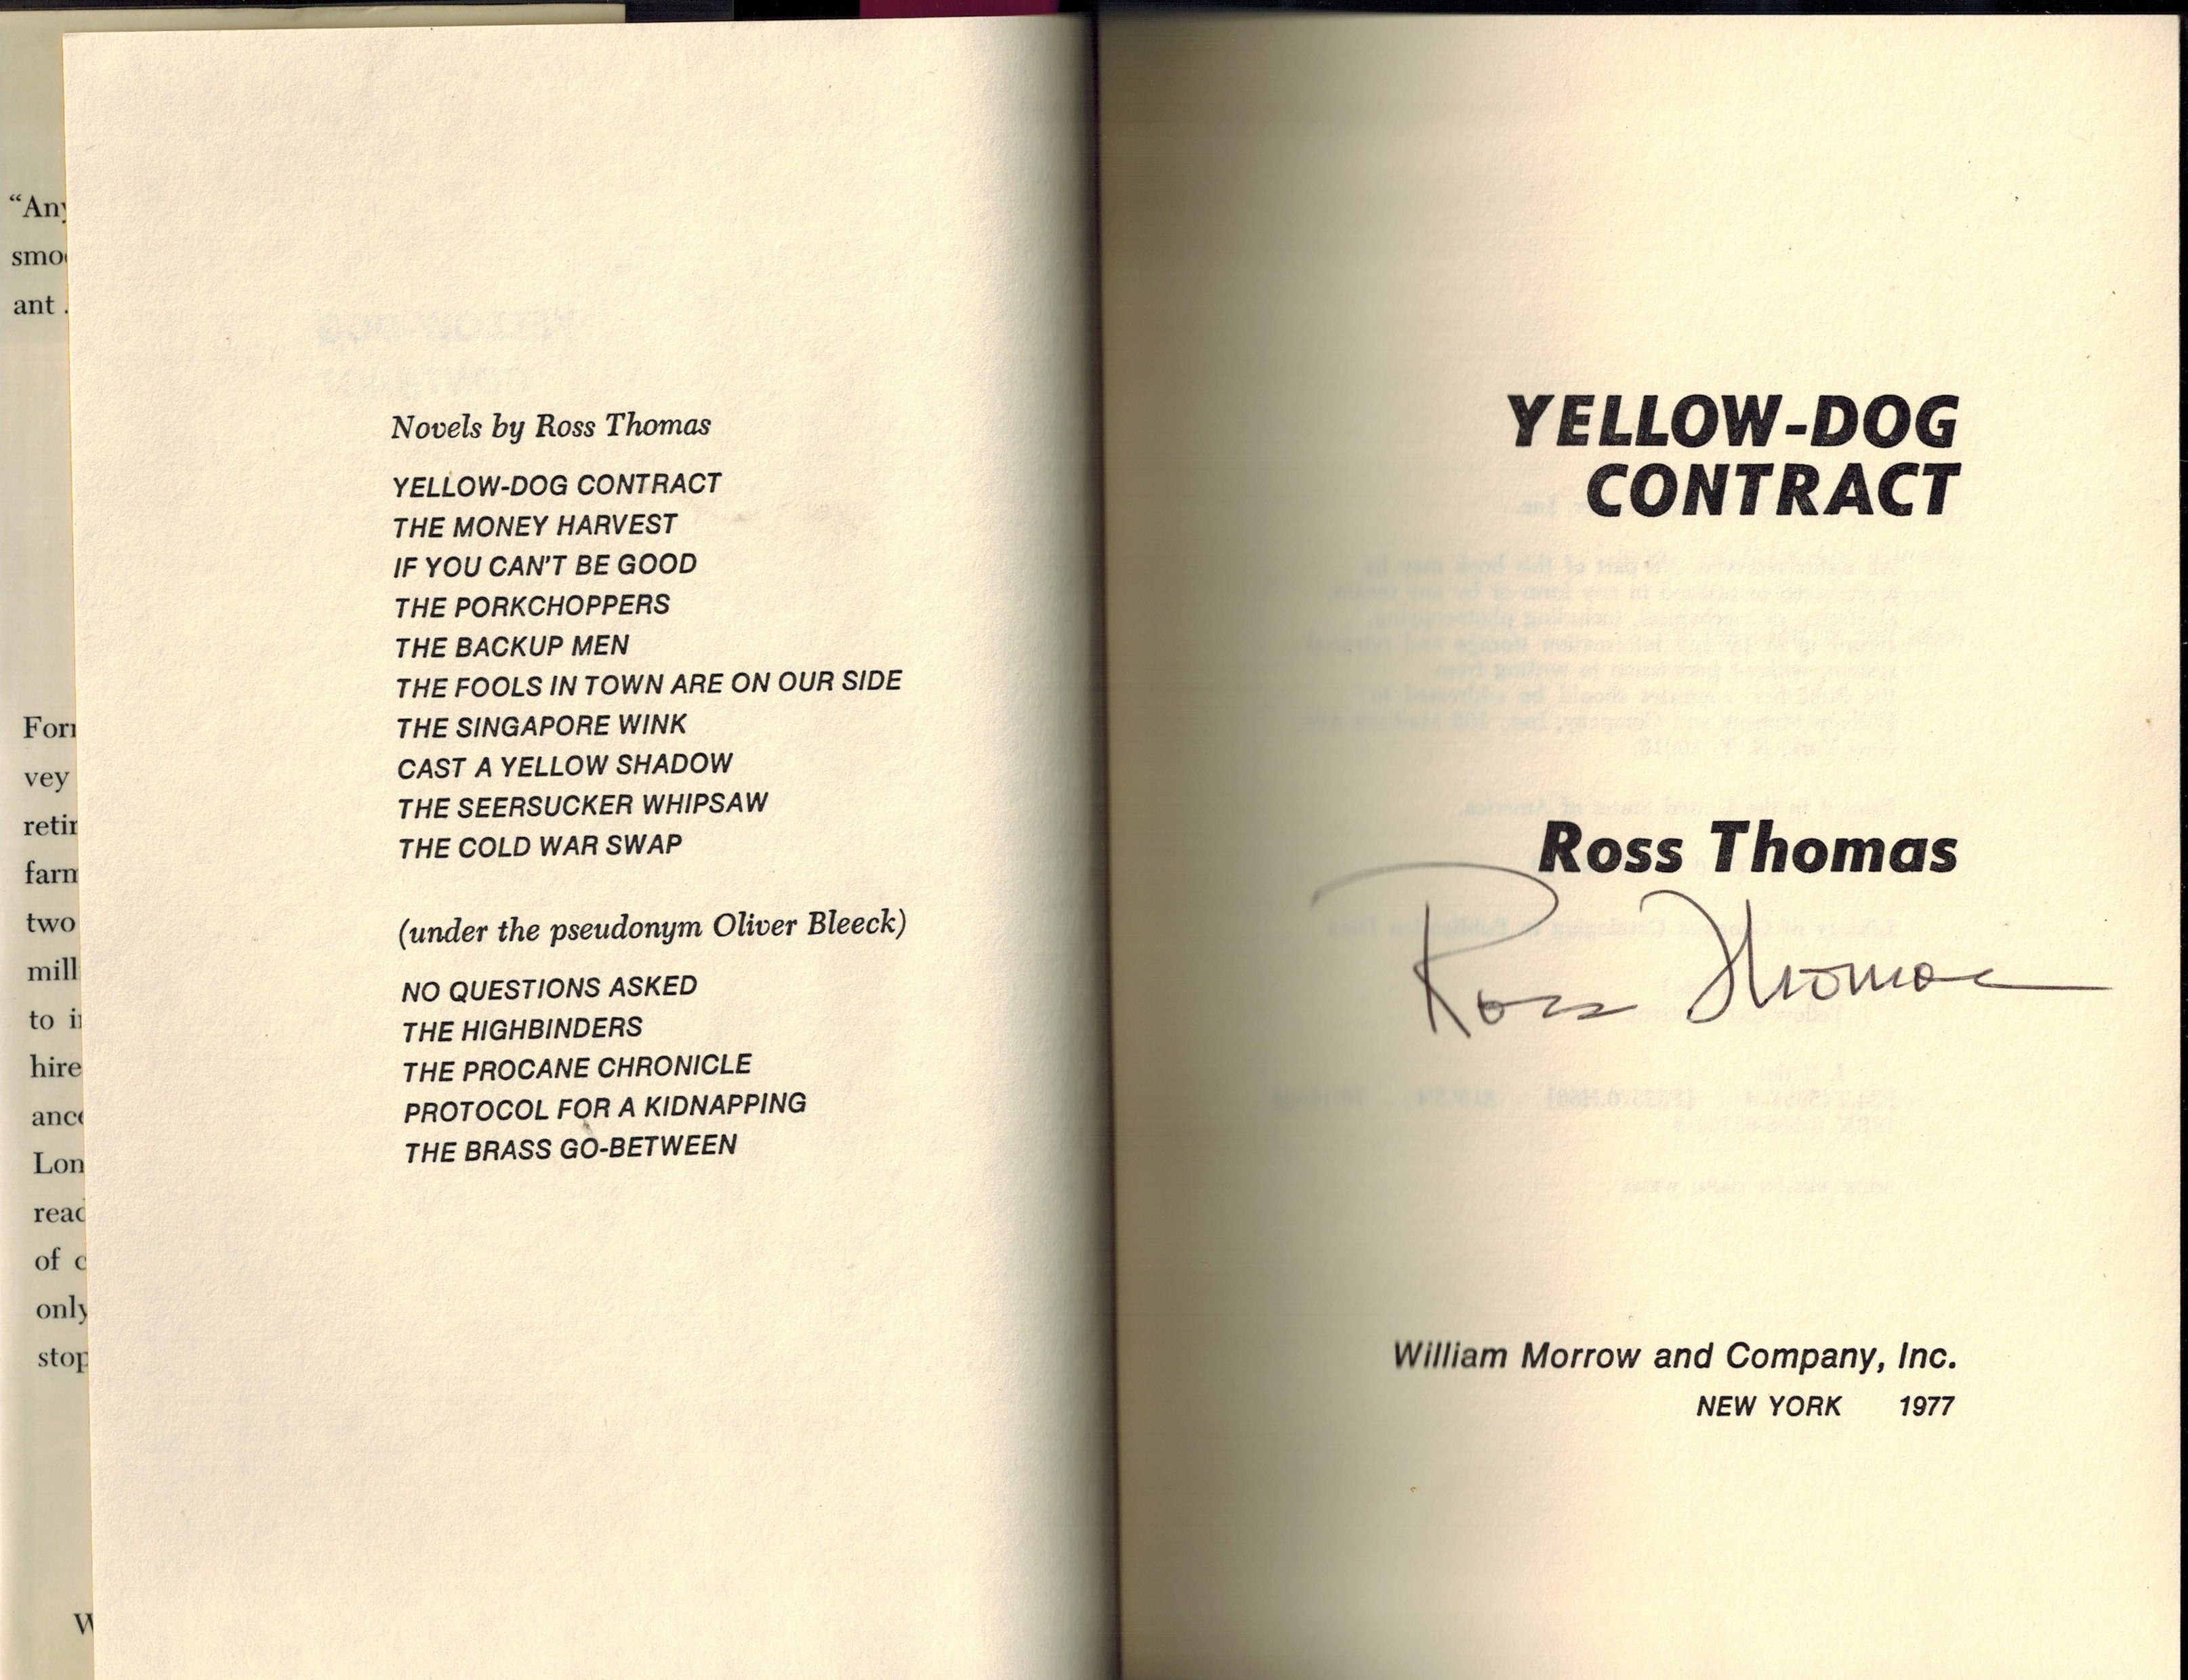 “Any
smoo
ant .
Forr
vey
retir
farm
two
mill
to i
hire
ance
Lon
read
of c
only
stop
W
Novels by Ross Thomas
YELLOW-DOG CONTRACT
THE MONEY HARVEST
IF YOU CAN'T BE GOOD
THE PORKCHOPPERS
THE BACKUP MEN
THE FOOLS IN TOWN ARE ON OUR SIDE
THE SINGAPORE WINK
CAST A YELLOW SHADOW
THE SEERSUCKER WHIPSAW
THE COLD WAR SWAP
(under the pseudonym Oliver Bleeck)
NO QUESTIONS ASKED
THE HIGHBINDERS
THE PROCANE CHRONICLE
PROTOCOL FOR A KIDNAPPING
THE BRASS GO-BETWEEN
YELLOW-DOG
CONTRACT
Ross Thomas
Ross Thomas
William Morrow and Company, Inc.
NEW YORK 1977